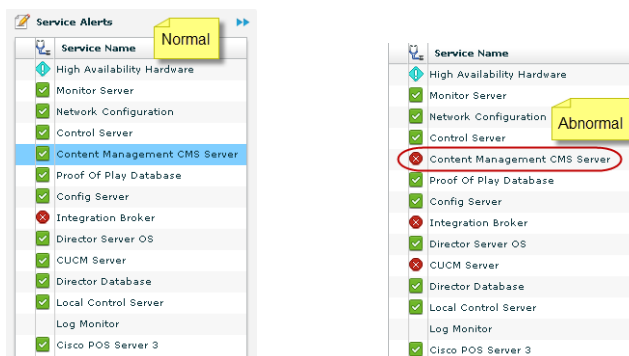 Service Alerts
Normal
Service Name
High Availability Hardware
Monitor Server
Network Configuration
Control Server
Content Management CMS Server
Proof Of Play Database
Config Server
Integration Broker
Director Server OS
CUCM Server
Director Database
Local Control Server
Log Monitor
Cisco POS Server 3
Service Name
High Availability Hardware
Monitor Server
Network Configuration
Abnormal
Control Server
Content Management CMS Server
Proof Of Play Database
Config Server
Integration Broker
Director Server OS
CUCM Server
Director Database
Local Control Server
Log Monitor
Cisco POS Server 3